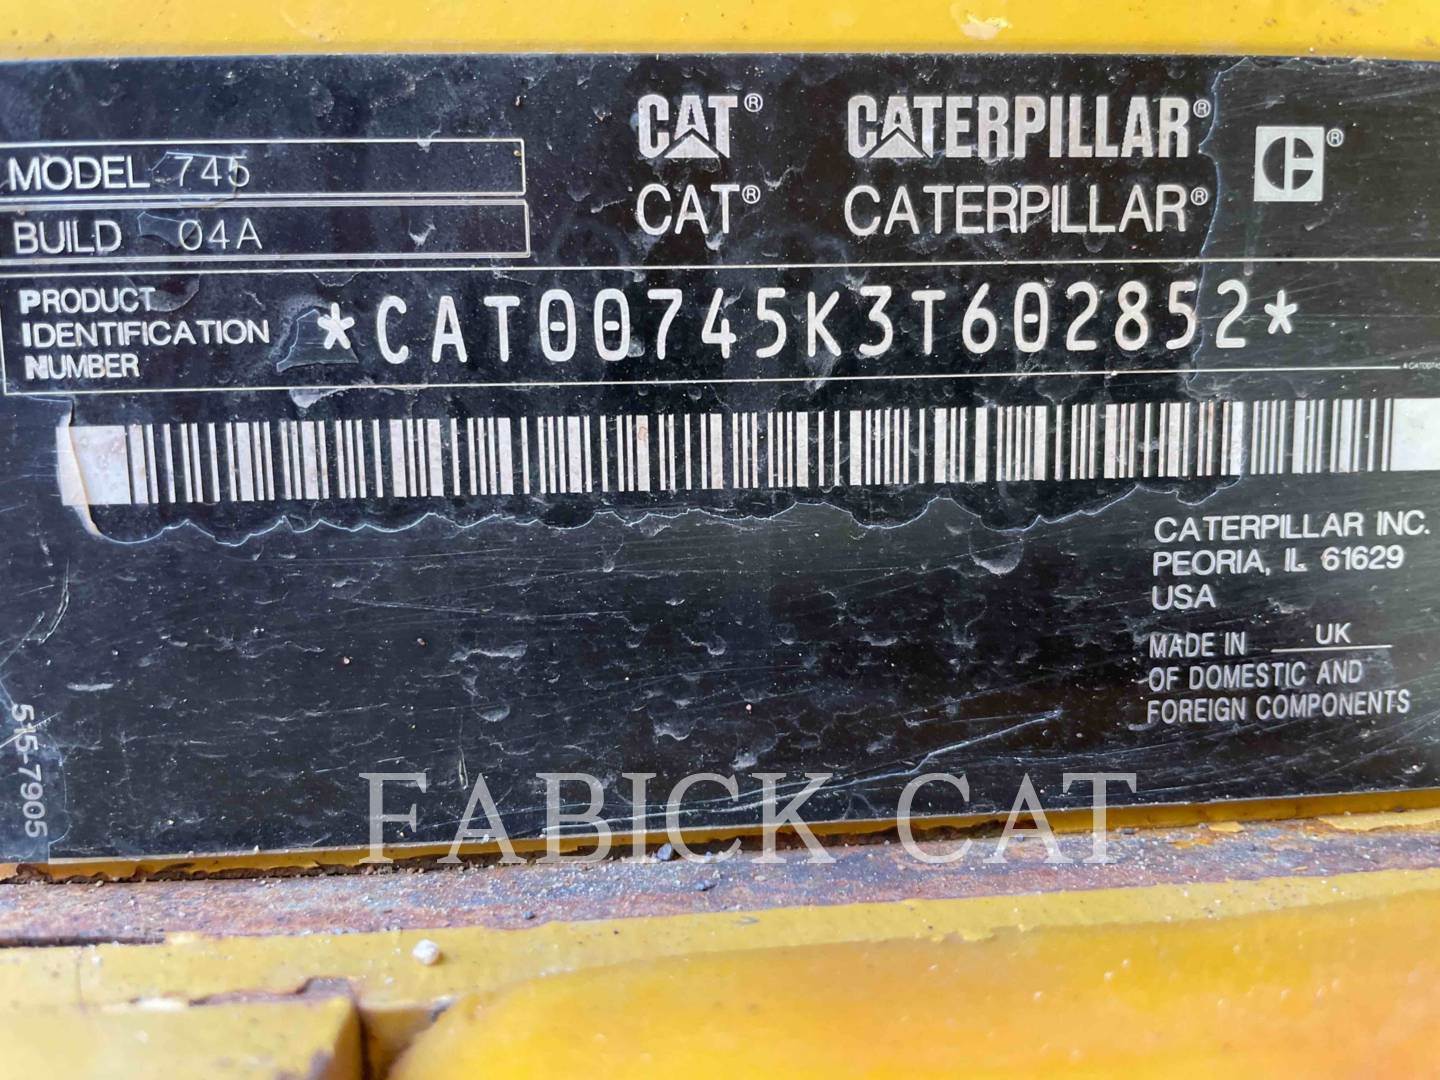 CAT® CATERPILLAR®
CAT® CATERPILLAR®
MODEL 745
BUILD 04A
PRODUCT
IDENTIFICATION
NUMBER
*CAT00745K3T602852*
CATERPILLAR INC.
PEORIA, IL 61629
USA
MADE IN UK
OF DOMESTIC AND
FOREIGN COMPONENTS
515-7905
FABICK CAT